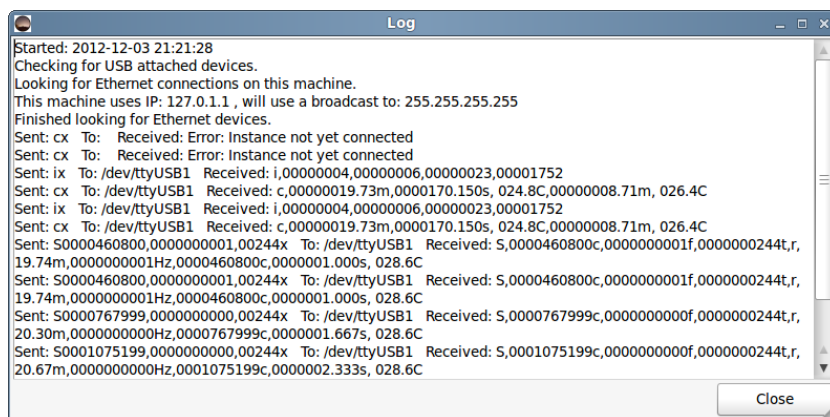 Log
Started: 2012-12-03 21:21:28
Checking for USB attached devices.
Looking for Ethernet connections on this machine.
This machine uses IP: 127.0.1.1 , will use a broadcast to: 255.255.255.255
Finished looking for Ethernet devices.
Sent: cx   To:    Received: Error: Instance not yet connected
Sent: cx   To:    Received: Error: Instance not yet connected
Sent: ix   To: /dev/ttyUSB1   Received: i,00000004,00000006,00000023,00001752
Sent: cx   To: /dev/ttyUSB1   Received: c,00000019.73m,0000170.150s, 024.8C,00000008.71m, 026.4C
Sent: ix   To: /dev/ttyUSB1   Received: i,00000004,00000006,00000023,00001752
Sent: cx   To: /dev/ttyUSB1   Received: c,00000019.73m,0000170.150s, 024.8C,00000008.71m, 026.4C
Sent: S0000460800,0000000001,00244x   To: /dev/ttyUSB1   Received: S,0000460800c,0000000001f,0000000244t,r,
19.74m,0000000001Hz,0000460800c,0000001.000s, 028.6C
Sent: S0000460800,0000000001,00244x   To: /dev/ttyUSB1   Received: S,0000460800c,0000000001f,0000000244t,r,
19.74m,0000000001Hz,0000460800c,0000001.000s, 028.6C
Sent: S0000767999,0000000000,00244x   To: /dev/ttyUSB1   Received: S,0000767999c,0000000000f,0000000244t,r,
20.30m,0000000000Hz,0000767999c,0000001.667s, 028.6C
Sent: S0001075199,0000000000,00244x   To: /dev/ttyUSB1   Received: S,0001075199c,0000000000f,0000000244t,r,
20.67m,0000000000Hz,0001075199c,0000002.333s, 028.6C
Close